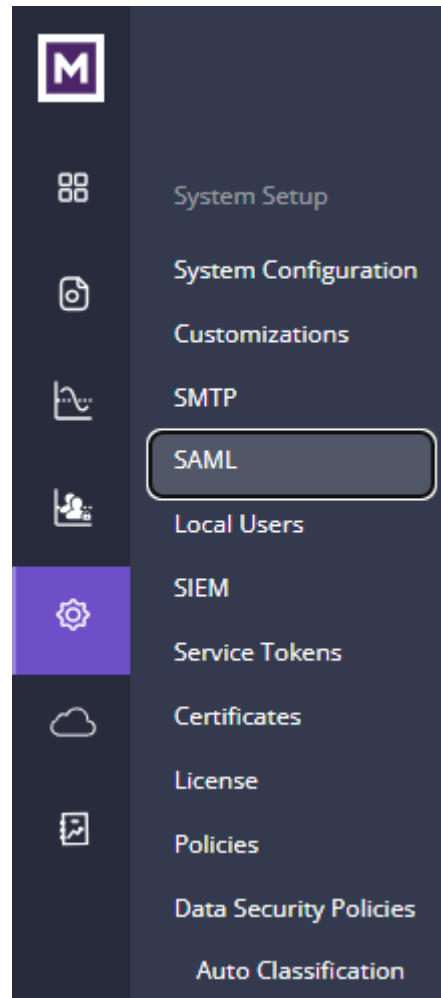 M
System Setup
System Configuration
Customizations
SMTP
SAML
Local Users
SIEM
Service Tokens
Certificates
License
Policies
Data Security Policies
Auto Classification